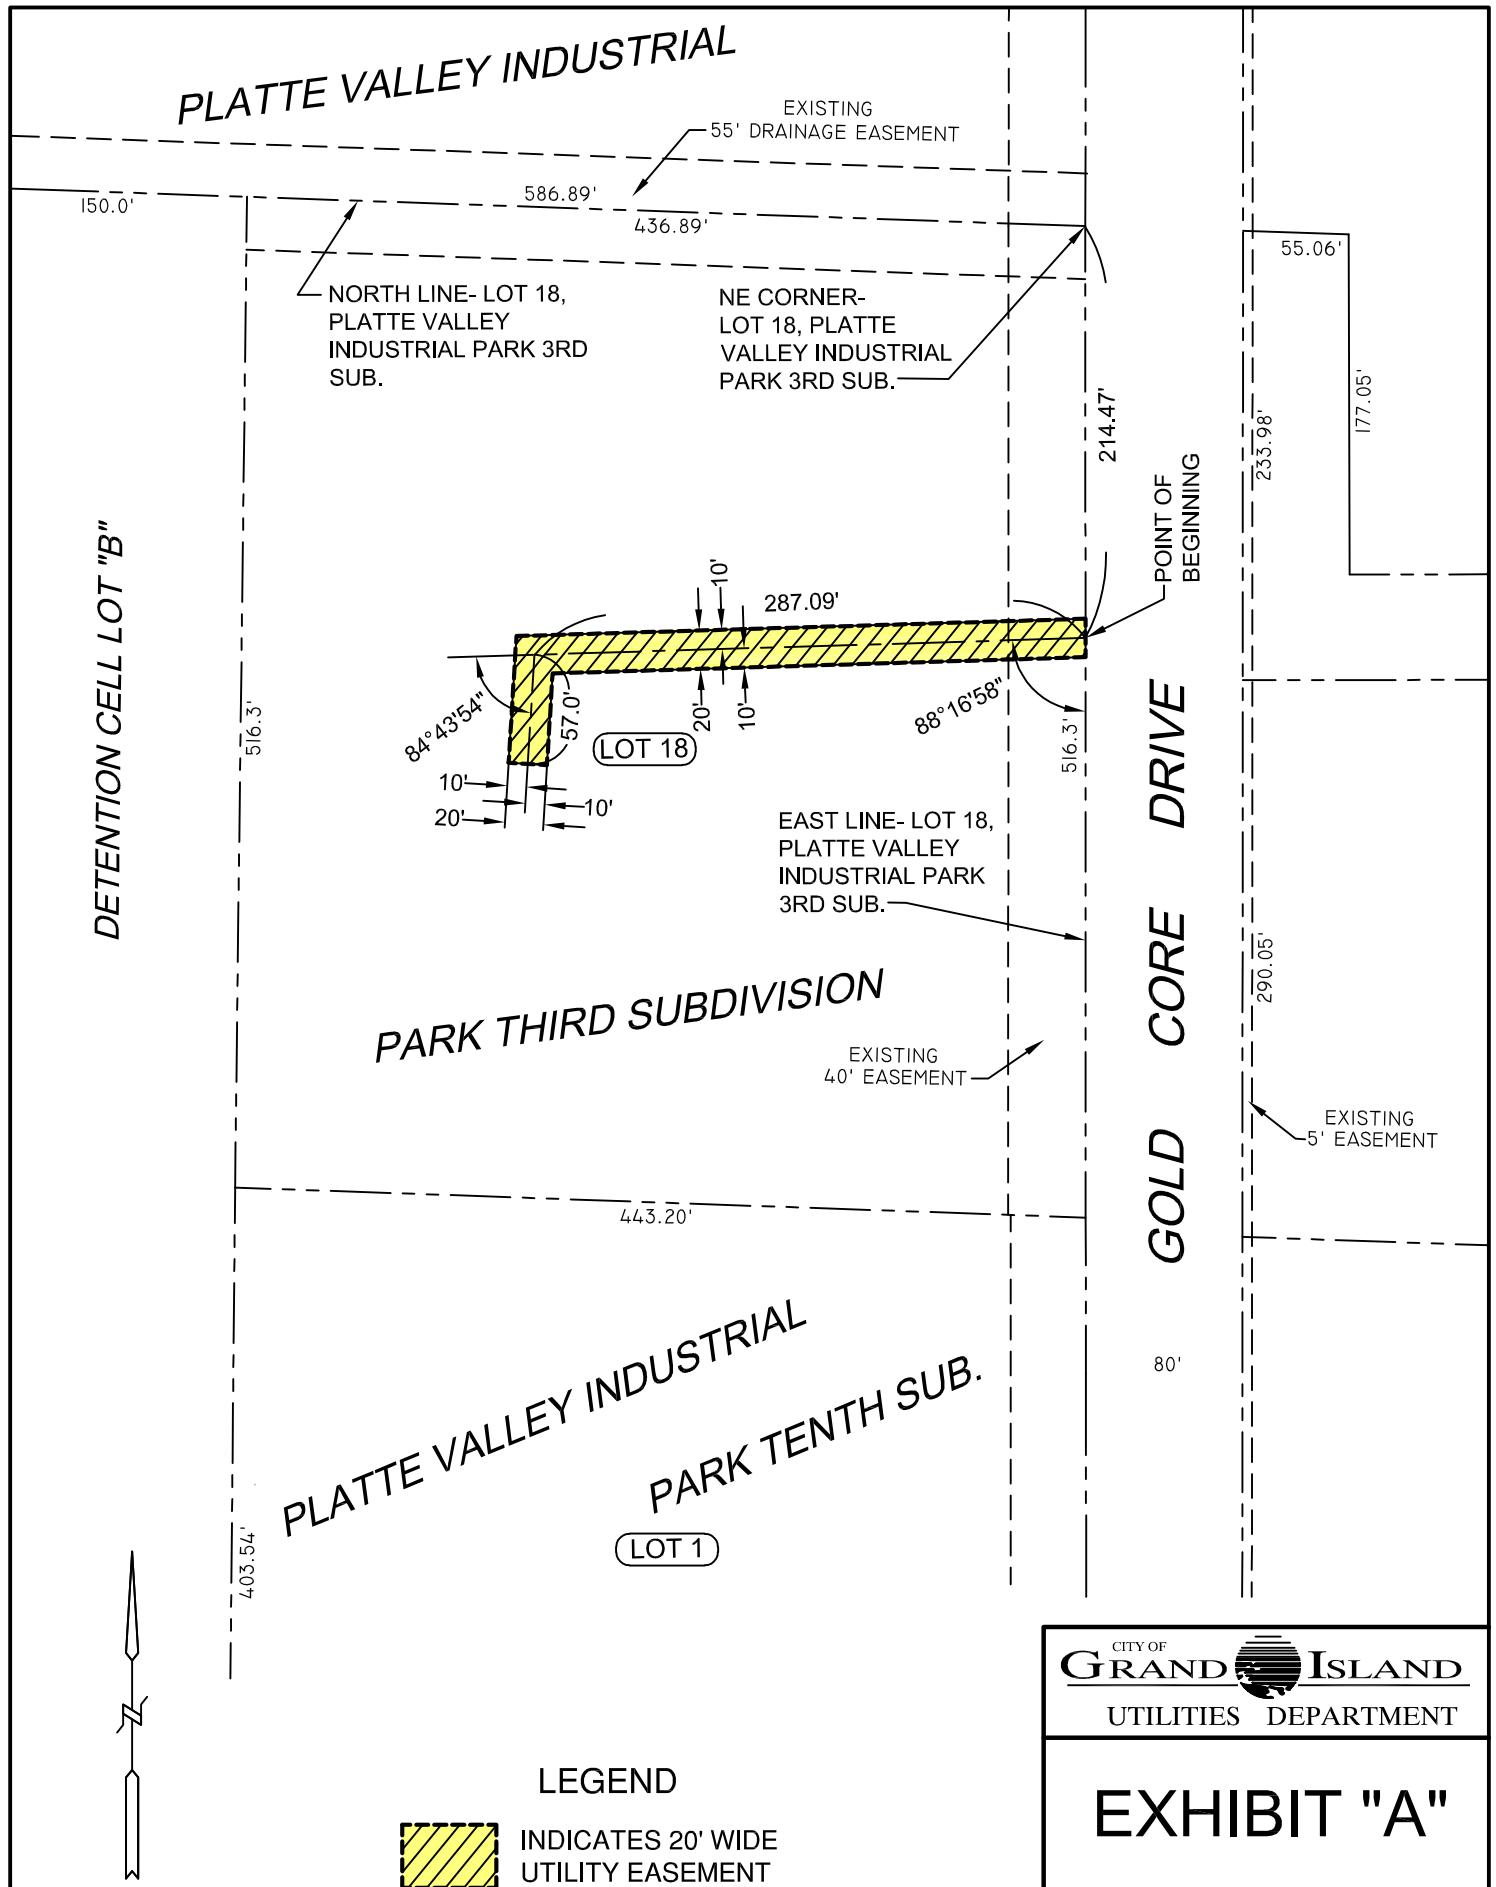 PLATTE VALLEY INDUSTRIAL
EXISTING
55' DRAINAGE EASEMENT
150.0'
586.89'
436.89'
55.06'
NORTH LINE- LOT 18,
PLATTE VALLEY
INDUSTRIAL PARK 3RD
SUB.
NE CORNER-
LOT 18, PLATTE
VALLEY INDUSTRIAL
PARK 3RD SUB.
214.47'
177.05'
233.98'
POINT OF
BEGINNING
DETENTION CELL LOT "B"
516.3'
10'
287.09'
84°43'54"
57.0'
20'
10'
88°16'58"
LOT 18
516.3'
10'
10'
20'
EAST LINE- LOT 18,
PLATTE VALLEY
INDUSTRIAL PARK
3RD SUB.
GOLD CORE DRIVE
290.05'
PARK THIRD SUBDIVISION
EXISTING
40' EASEMENT
EXISTING
5' EASEMENT
443.20'
80'
PLATTE VALLEY INDUSTRIAL
PARK TENTH SUB.
LOT 1
403.54'
CITY OF
GRAND ISLAND
UTILITIES DEPARTMENT
EXHIBIT "A"
LEGEND
INDICATES 20' WIDE
UTILITY EASEMENT